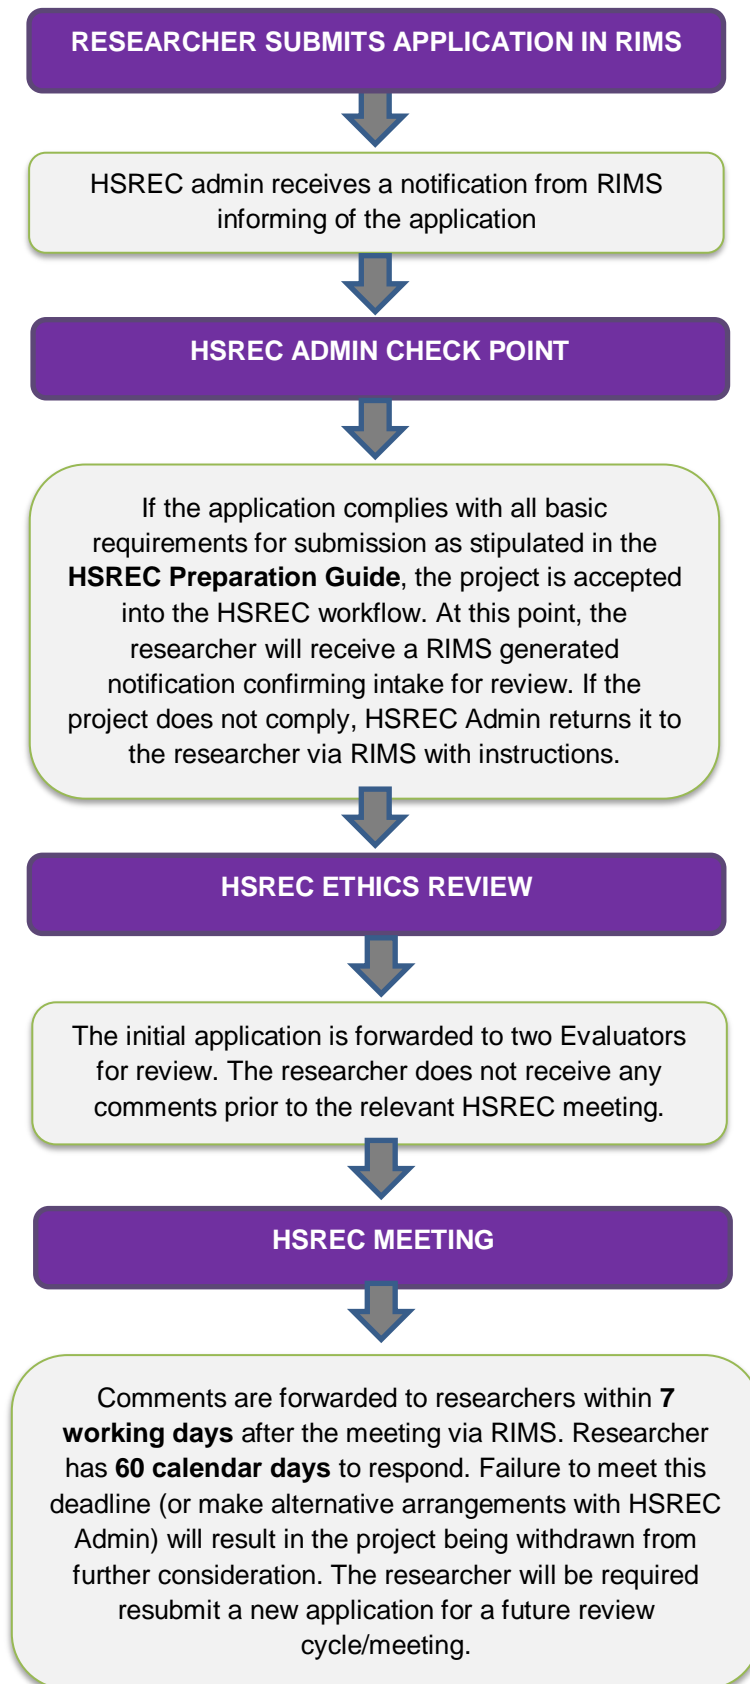 RESEARCHER SUBMITS APPLICATION IN RIMS
HSREC admin receives a notification from RIMS
informing of the application
HSREC ADMIN CHECK POINT
If the application complies with all basic
requirements for submission as stipulated in the
HSREC Preparation Guide, the project is accepted
into the HSREC workflow. At this point, the
researcher will receive a RIMS generated
notification confirming intake for review. If the
project does not comply, HSREC Admin returns it to
the researcher via RIMS with instructions.
HSREC ETHICS REVIEW
The initial application is forwarded to two Evaluators
for review. The researcher does not receive any
comments prior to the relevant HSREC meeting.
HSREC MEETING
Comments are forwarded to researchers within 7
working days after the meeting via RIMS. Researcher
has 60 calendar days to respond. Failure to meet this
deadline (or make alternative arrangements with HSREC
Admin) will result in the project being withdrawn from
further consideration. The researcher will be required
resubmit a new application for a future review
cycle/meeting.